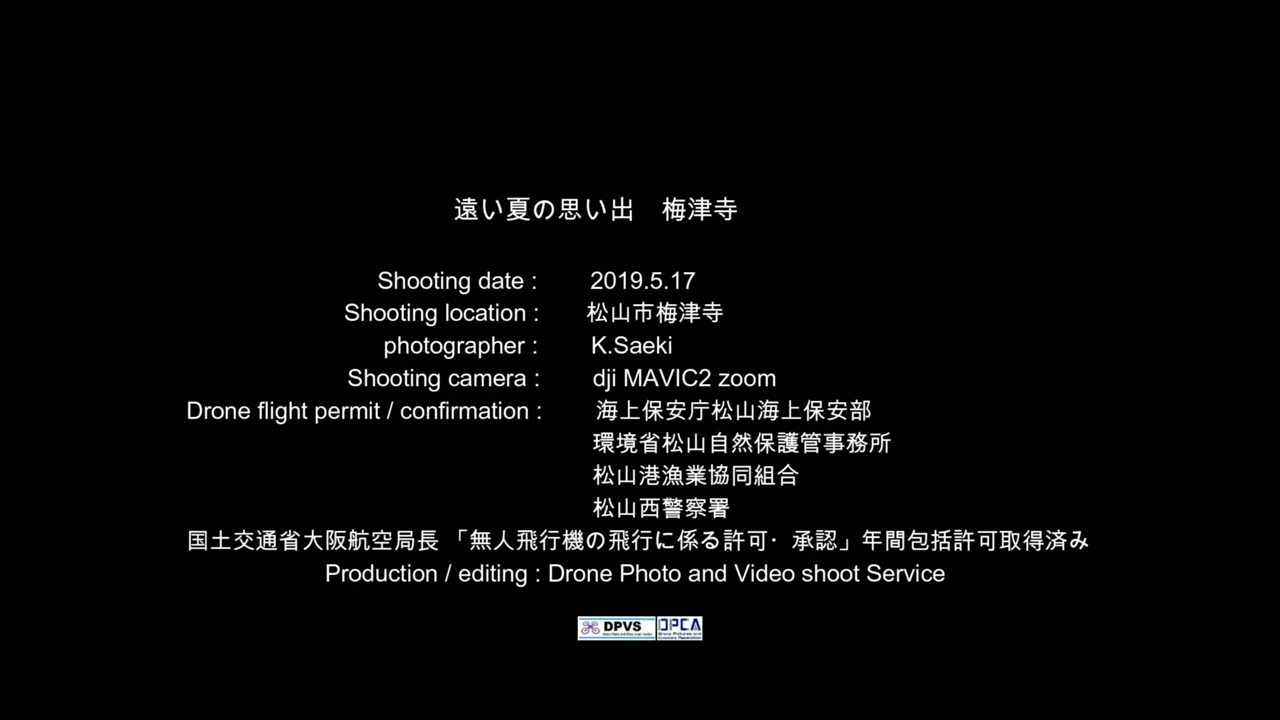 遠い夏の思い出　梅津寺
Shooting date : 2019.5.17
Shooting location : 松山市梅津寺
photographer : K.Saeki
Shooting camera : dji MAVIC2 zoom
Drone flight permit / confirmation : 海上保安庁松山海上保安部
環境省松山自然保護管事務所
松山港漁業協同組合
松山西警察署
国土交通省大阪航空局長 「無人飛行機の飛行に係る許可・承認」年間包括許可取得済み
Production / editing : Drone Photo and Video shoot Service
DPVS
DPCA